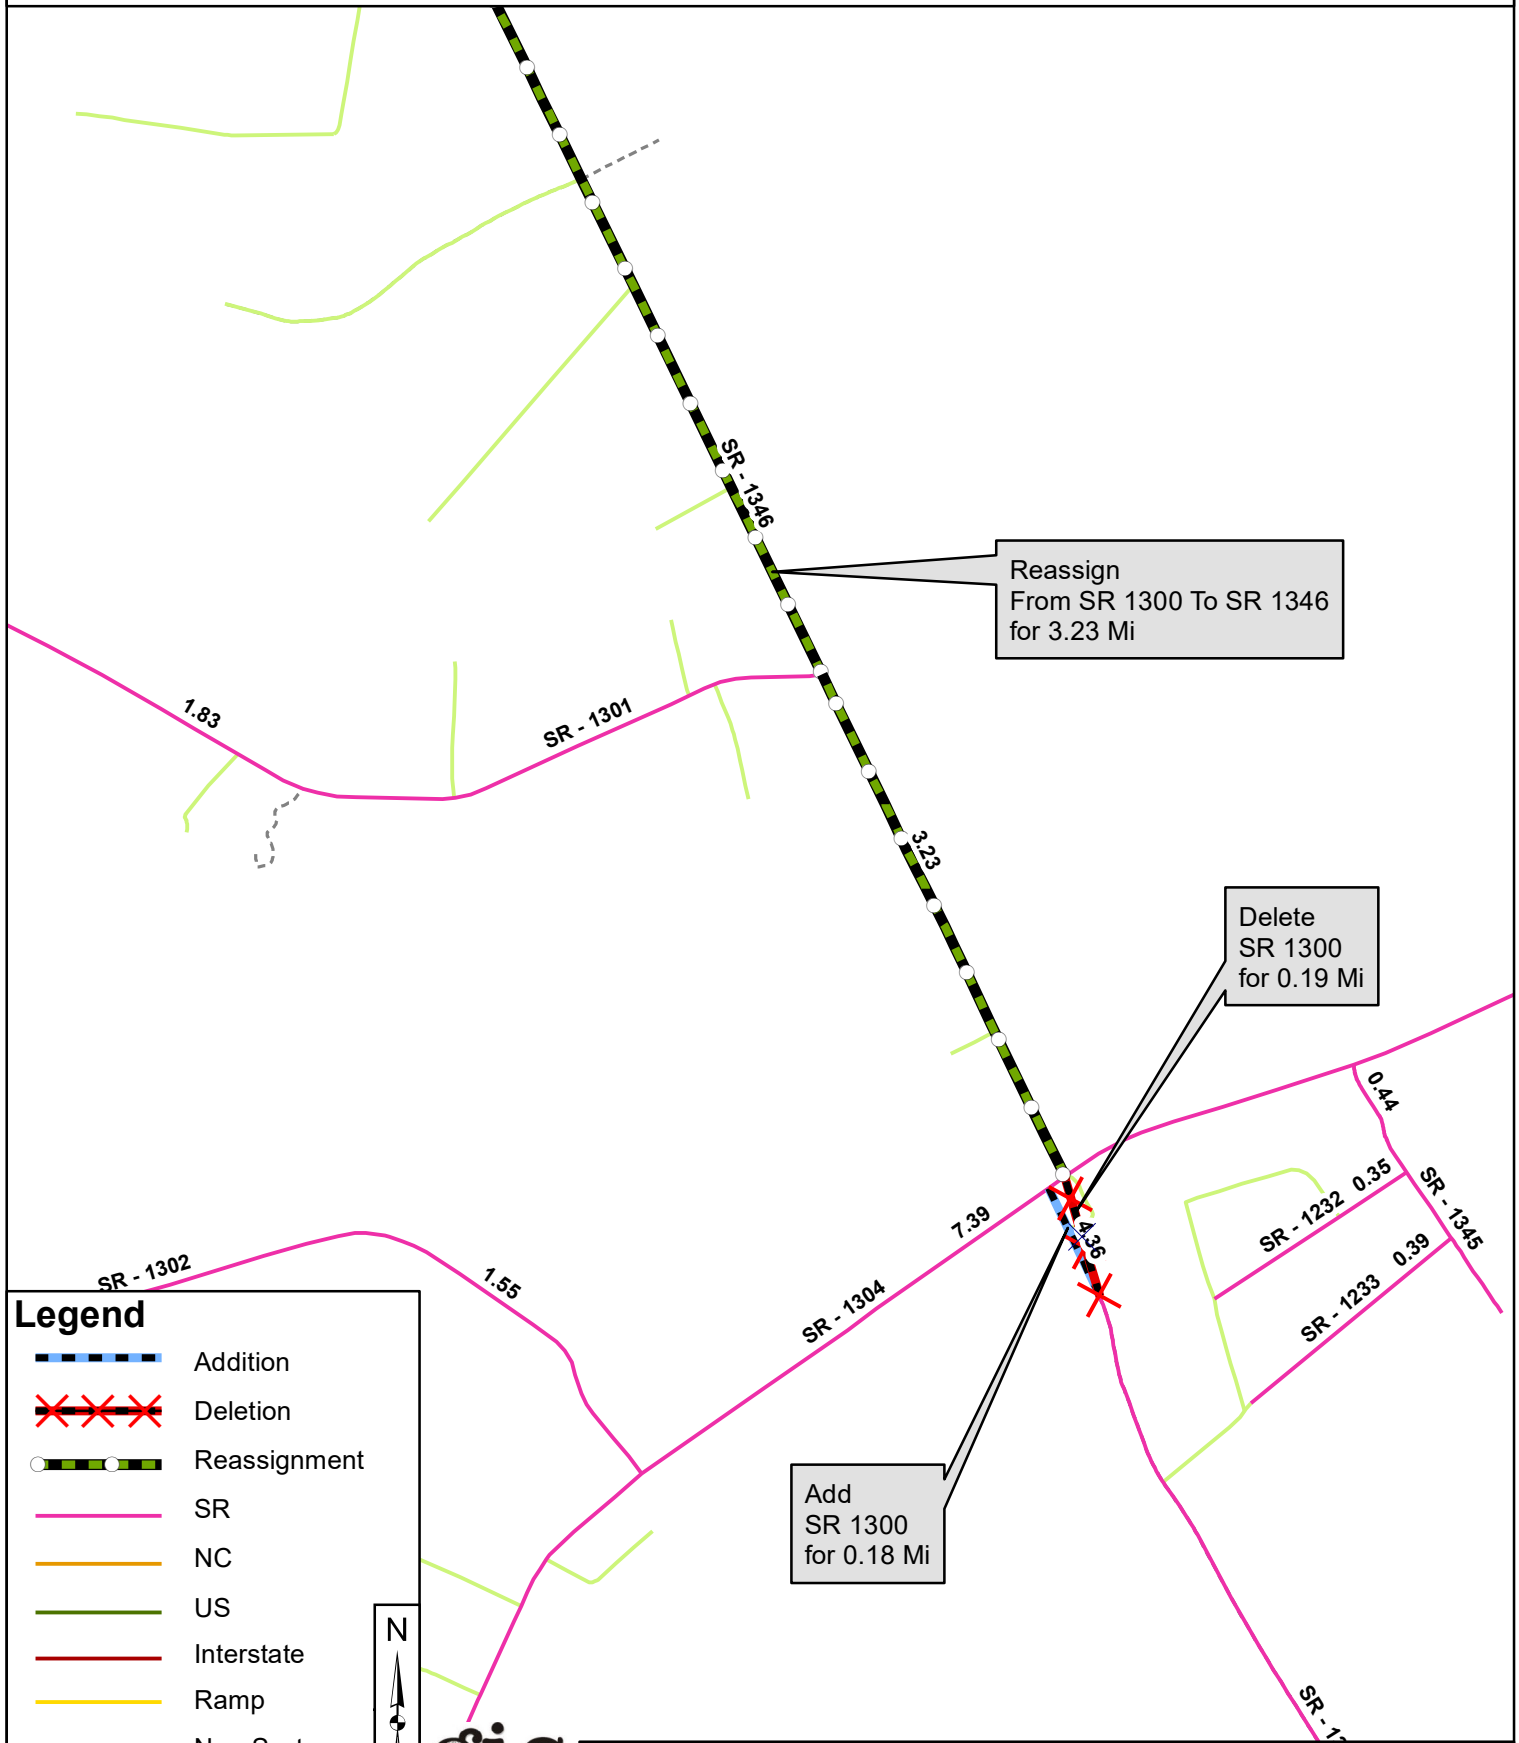 SR - 1346
Reassign
From SR 1300 To SR 1346
for 3.23 Mi
1.83
SR - 1301
3.23
Delete
SR 1300
for 0.19 Mi
0.44
0.35
SR - 1232
SR - 1345
0.39
SR - 1233
7.39
4.36
SR - 1304
SR - 1302
1.55
Add
SR 1300
for 0.18 Mi
Legend
Addition
Deletion
Reassignment
SR
NC
US
Interstate
Ramp
N
SR -